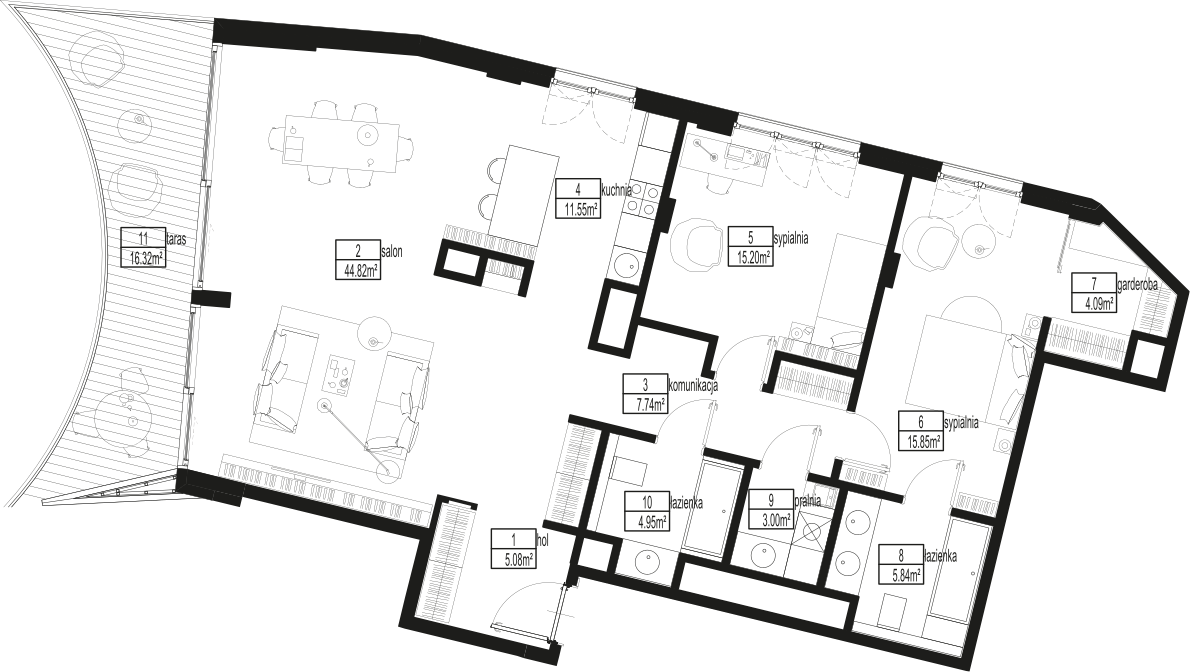 4 kuchnia
11.55m²
11 taras
16.32m²
2 salon
44.82m²
5 sypialnia
15.20m²
7 garderoba
4.09m²
3 komunikacja
7.74m²
6 sypialnia
15.85m²
10 łazienka
4.95m²
9 pralnia
3.00m²
1 hol
5.08m²
8 łazienka
5.84m²